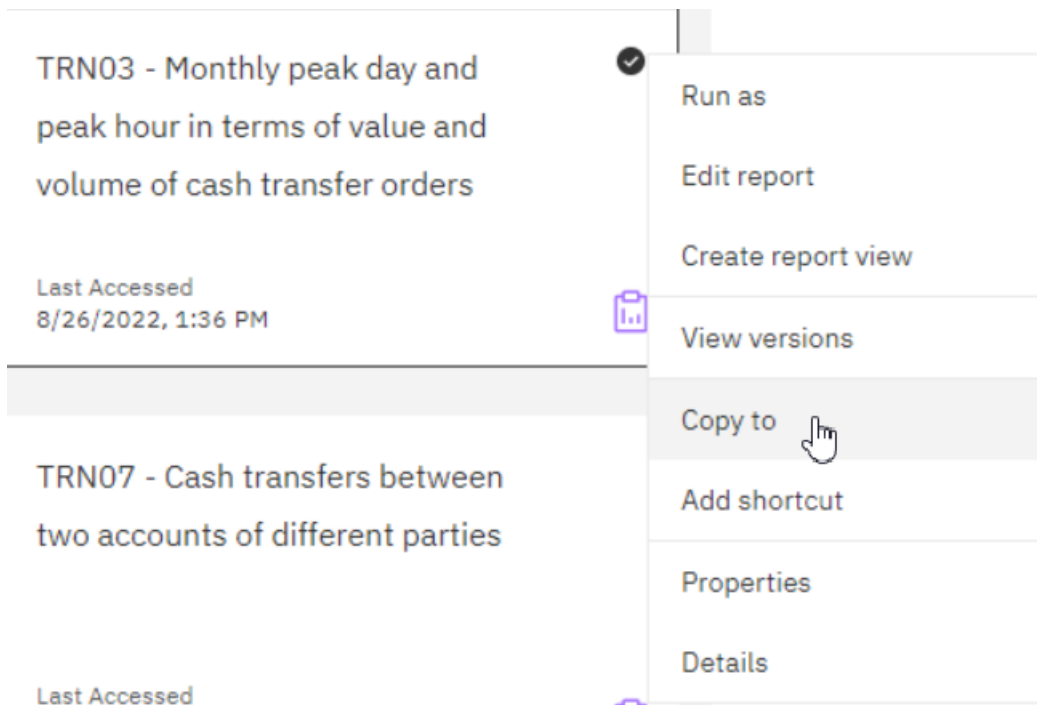 TRN03 - Monthly peak day and
peak hour in terms of value and
volume of cash transfer orders
Last Accessed
8/26/2022, 1:36 PM
TRN07 - Cash transfers between
two accounts of different parties
Last Accessed
Run as
Edit report
Create report view
View versions
Copy to
Add shortcut
Properties
Details